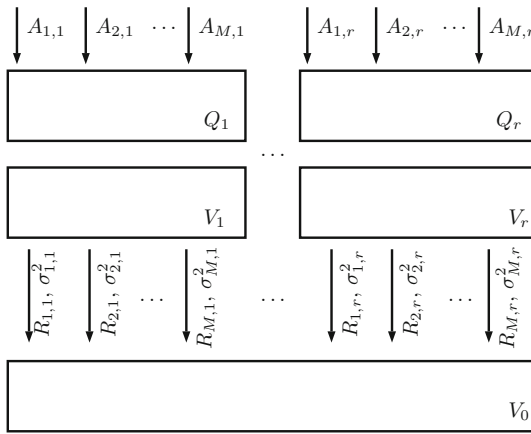 A_{1,1} A_{2,1} ⋯ A_{M,1} A_{1,r} A_{2,r} ⋯ A_{M,r}
Q_1 Q_r
⋯
V_1 V_r
R_{1,1}, σ^2_{1,1} R_{2,1}, σ^2_{2,1} ⋯ R_{M,1}, σ^2_{M,1} ⋯ R_{1,r}, σ^2_{1,r} R_{2,r}, σ^2_{2,r} ⋯ R_{M,r}, σ^2_{M,r}
V_0